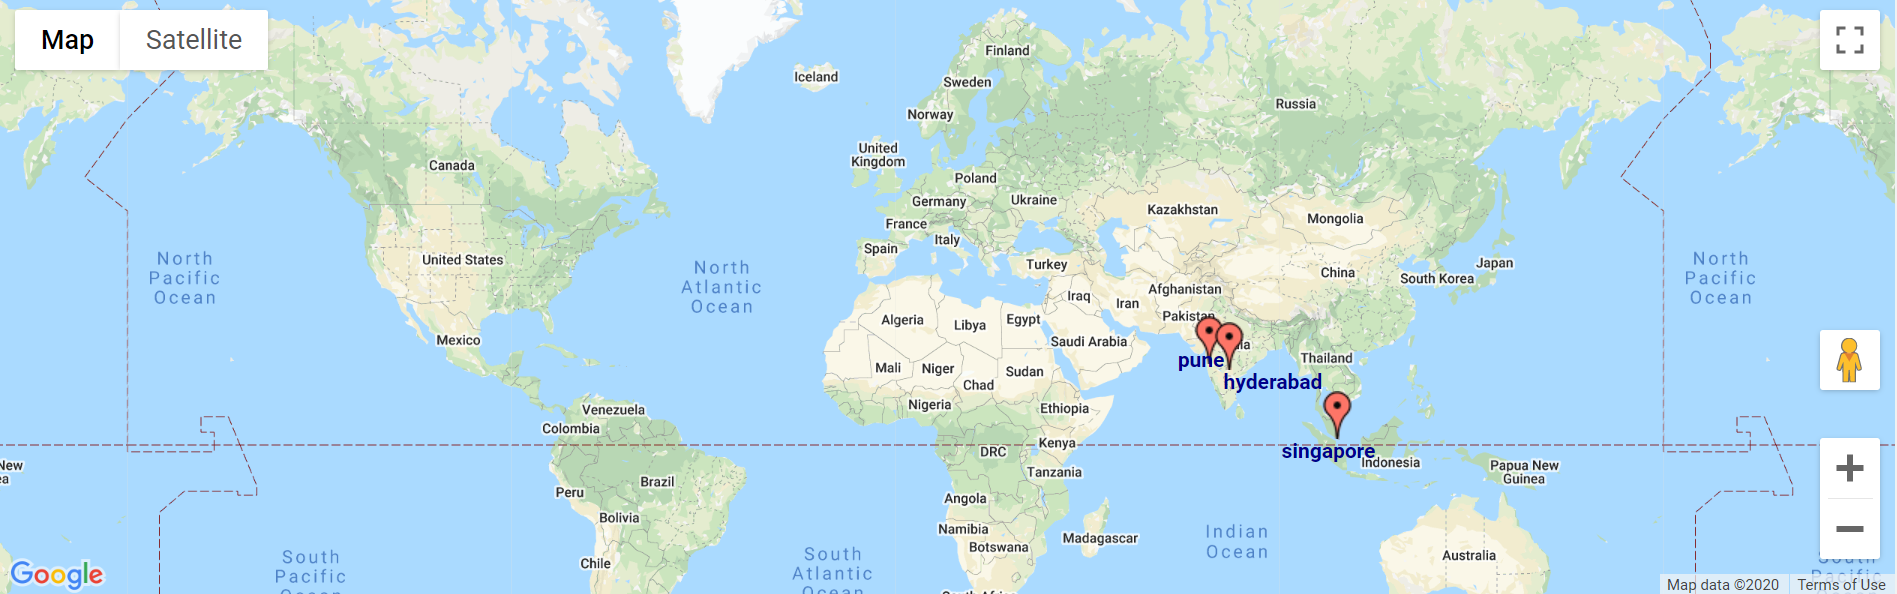 Map
Satellite
Finland
Iceland
Sweden
Russia
Norway
United
Kingdom
Canada
Poland
Germany
Ukraine
Kazakhstan
Mongolia
France
Italy
Spain
North
Pacific
Ocean
United States
North
Atlantic
Ocean
Turkey
China
South Korea
Japan
North
Pacific
Ocean
Iraq
Iran
Afghanistan
Pakistan
Algeria
Libya
Egypt
Saudi Arabia
Mexico
pune
hyderabad
Thailand
Mali
Niger
Chad
Sudan
Nigeria
Ethiopia
Venezuela
Colombia
Kenya
singapore
Indonesia
DRC
Tanzania
Papua New
Guinea
New
Brazil
Peru
Angola
Bolivia
Namibia
Botswana
Madagascar
Indian
Ocean
Australia
Chile
South
Pacific
South
Atlantic
Ocean
Google
Map data ©2020
Terms of Use